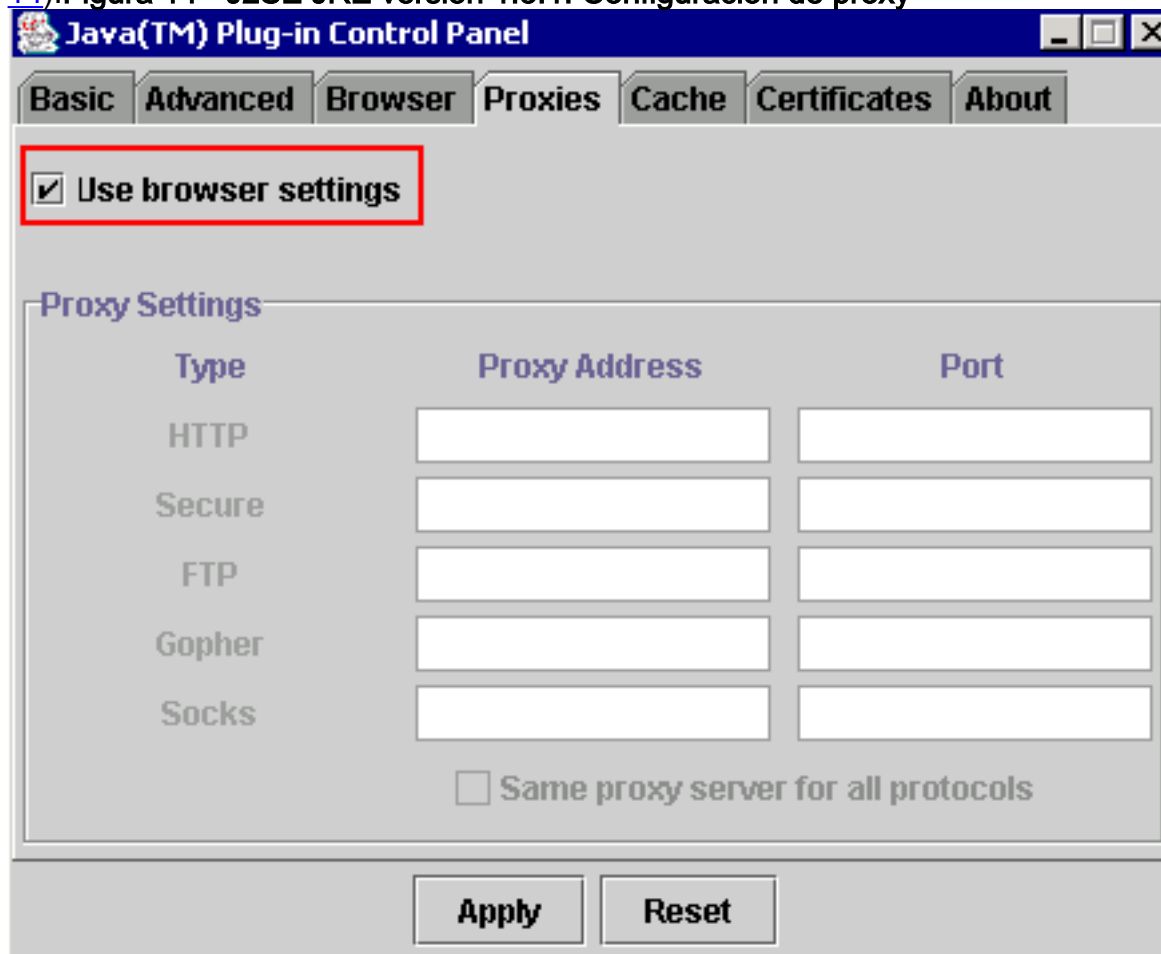 Java(TM) Plug-in Control Panel
Basic Advanced Browser Proxies Cache Certificates About
Use browser settings
Proxy Settings
Type Proxy Address Port
HTTP
Secure
FTP
Gopher
Socks
Same proxy server for all protocols
Apply Reset